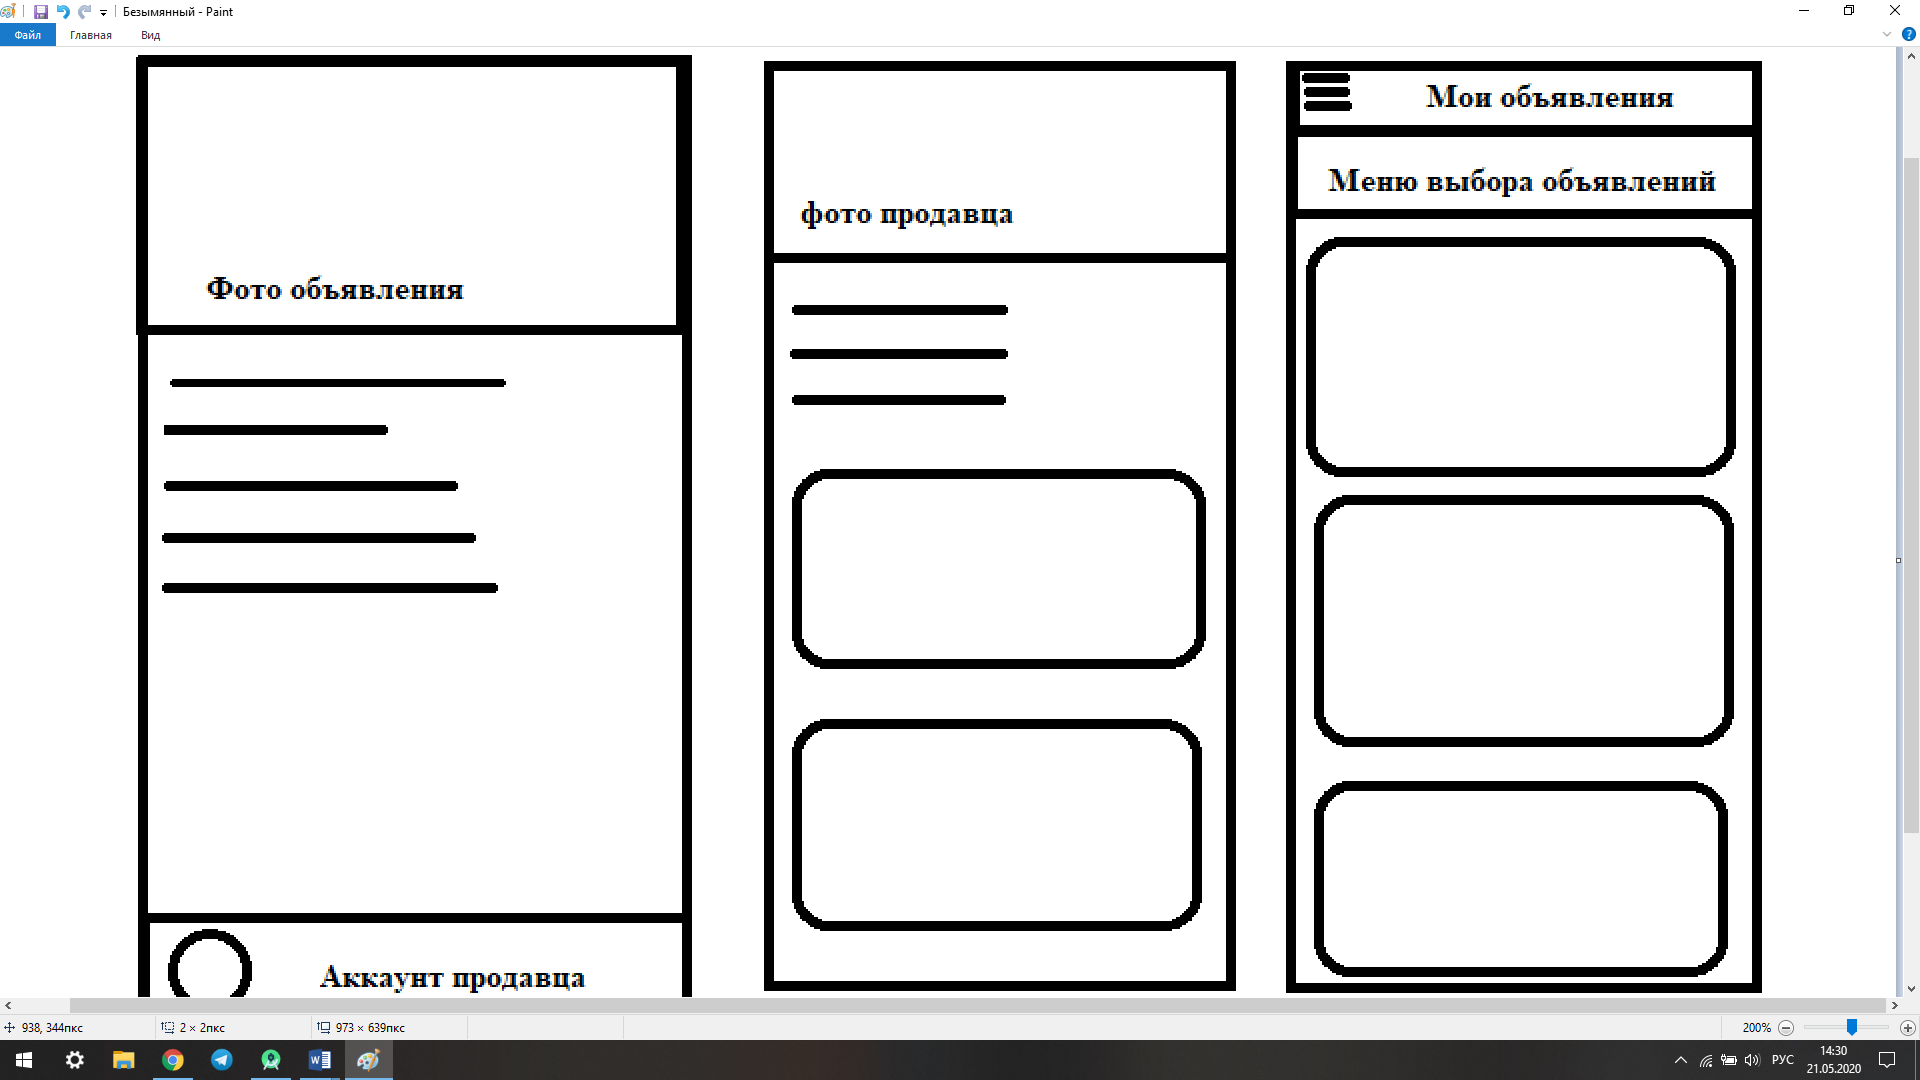 Безымянный - Paint
Файл Главная Вид
Фото объявления
фото продавца
Мои объявления
Меню выбора объявлений
Аккаунт продавца
938, 344пкс 2 × 2пкс 973 × 639пкс 200%
РУС 14:30
21.05.2020